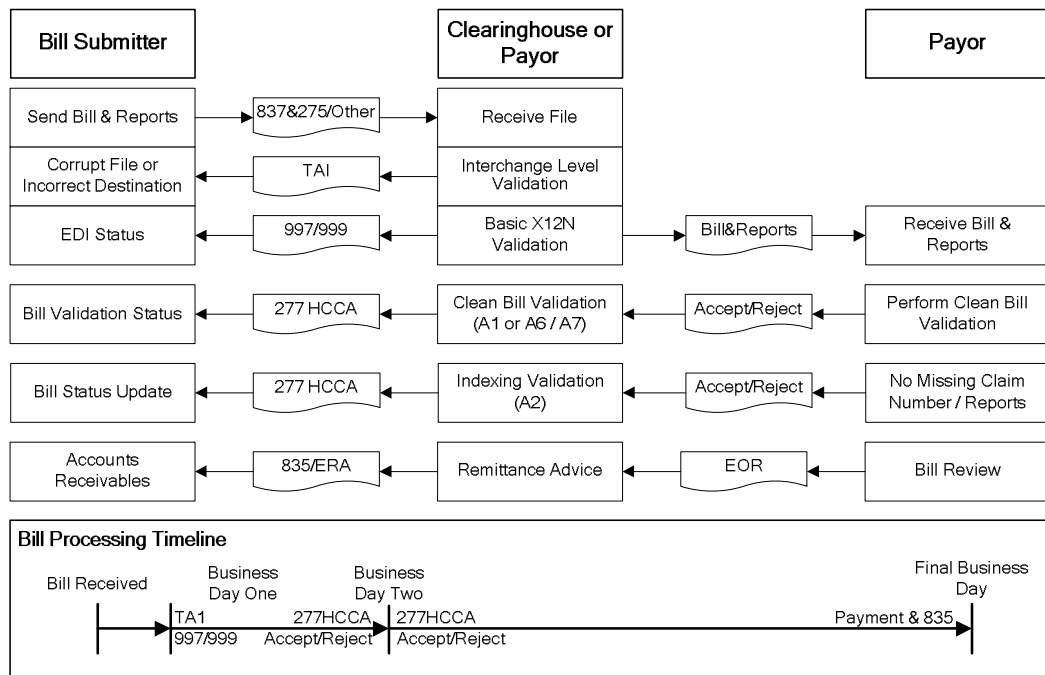 Bill Submitter
Clearinghouse or
Payor
Payor
Send Bill & Reports
837&275/Other
Receive File
Corrupt File or
Incorrect Destination
TAI
Interchange Level
Validation
EDI Status
997/999
Basic X12N
Validation
Bill&Reports
Receive Bill &
Reports
Bill Validation Status
277 HCCA
Clean Bill Validation
(A1 or A6 / A7)
Accept/Reject
Perform Clean Bill
Validation
Bill Status Update
277 HCCA
Indexing Validation
(A2)
Accept/Reject
No Missing Claim
Number / Reports
Accounts
Receivables
835/ERA
Remittance Advice
EOR
Bill Review
Bill Processing Timeline
Bill Received
Business
Day One
Business
Day Two
Final Business
Day
TA1
997/999
277HCCA
Accept/Reject
277HCCA
Accept/Reject
Payment & 835